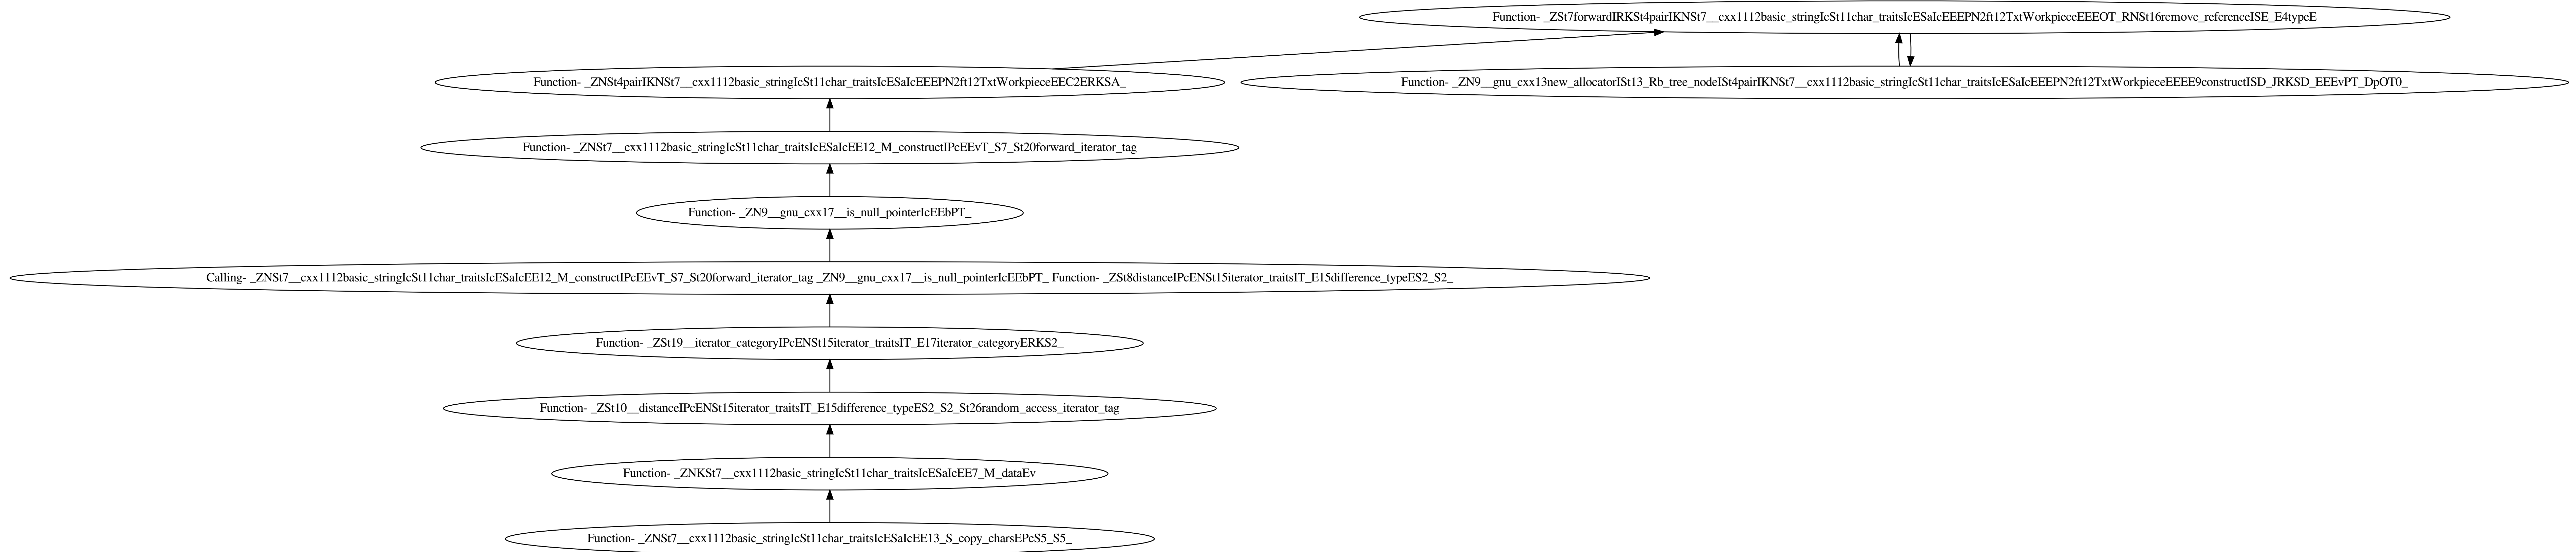 Function- _ZSt7forwardIRKSt4pairIKNSt7__cxx1112basic_stringIcSt11char_traitsIcESaIcEEEPN2ft12TxtWorkpieceEEEOT_RNSt16remove_referenceISE_E4typeE
Function- _ZNSt4pairIKNSt7__cxx1112basic_stringIcSt11char_traitsIcESaIcEEEPN2ft12TxtWorkpieceEEC2ERKSA_
Function- _ZN9__gnu_cxx13new_allocatorISt13_Rb_tree_nodeISt4pairIKNSt7__cxx1112basic_stringIcSt11char_traitsIcESaIcEEEPN2ft12TxtWorkpieceEEEE9constructISD_JRKSD_EEEvPT_DpOT0_
Function- _ZNSt7__cxx1112basic_stringIcSt11char_traitsIcESaIcEE12_M_constructIPcEEvT_S7_St20forward_iterator_tag
Function- _ZN9__gnu_cxx17__is_null_pointerIcEEbPT_
Calling- _ZNSt7__cxx1112basic_stringIcSt11char_traitsIcESaIcEE12_M_constructIPcEEvT_S7_St20forward_iterator_tag _ZN9__gnu_cxx17__is_null_pointerIcEEbPT_ Function- _ZSt8distanceIPcENSt15iterator_traitsIT_E15difference_typeES2_S2_
Function- _ZSt19__iterator_categoryIPcENSt15iterator_traitsIT_E17iterator_categoryERKS2_
Function- _ZSt10__distanceIPcENSt15iterator_traitsIT_E15difference_typeES2_S2_St26random_access_iterator_tag
Function- _ZNKSt7__cxx1112basic_stringIcSt11char_traitsIcESaIcEE7_M_dataEv
Function- _ZNSt7__cxx1112basic_stringIcSt11char_traitsIcESaIcEE13_S_copy_charsEPcS5_S5_